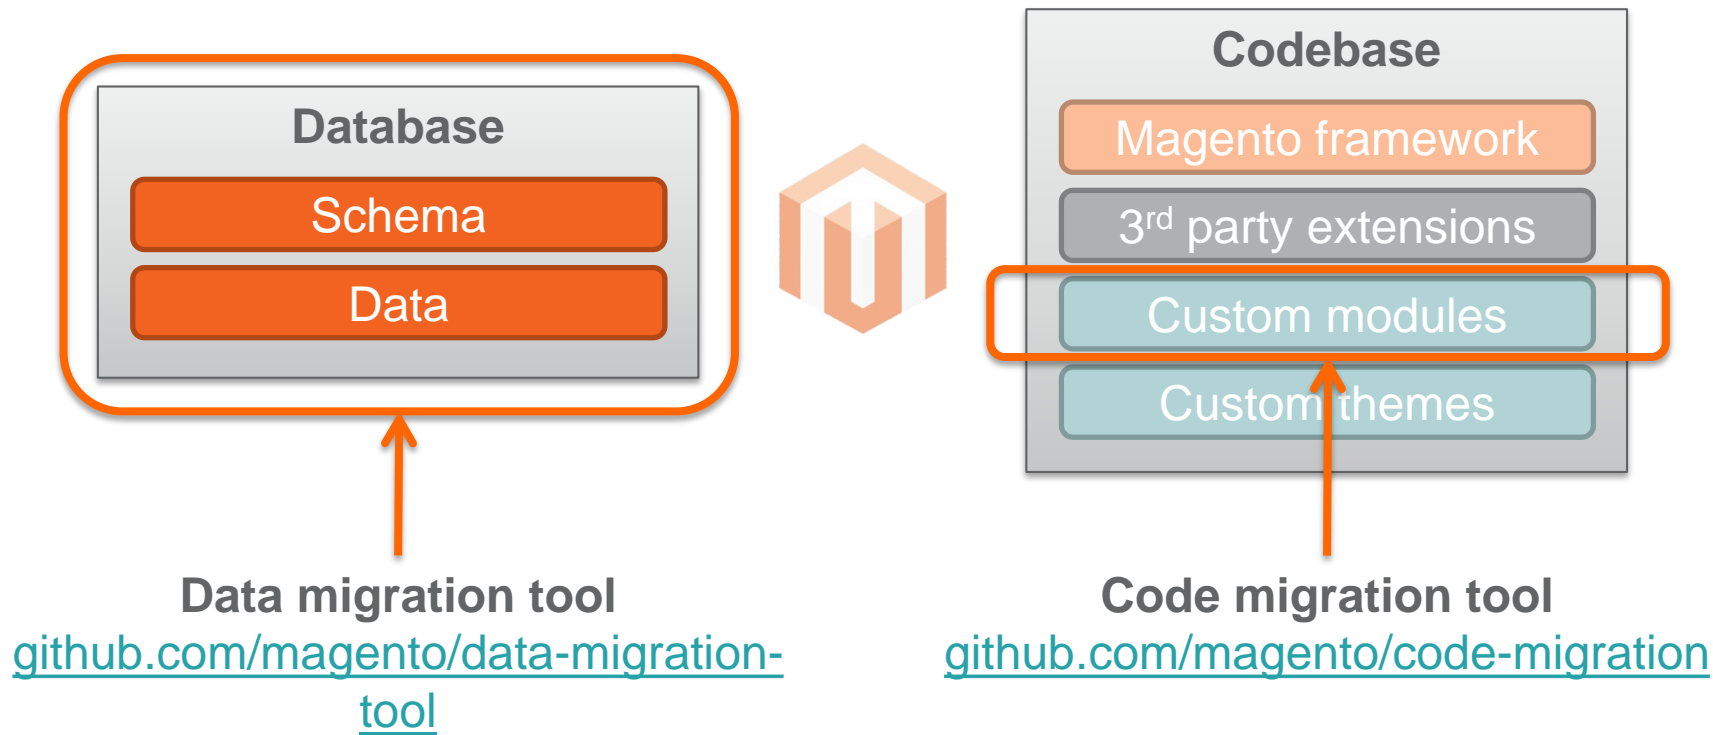 Database
Schema
Data
Data migration tool
github.com/magento/data-migration-
tool
Codebase
Magento framework
3rd party extensions
Custom modules
Custom themes
Code migration tool
github.com/magento/code-migration